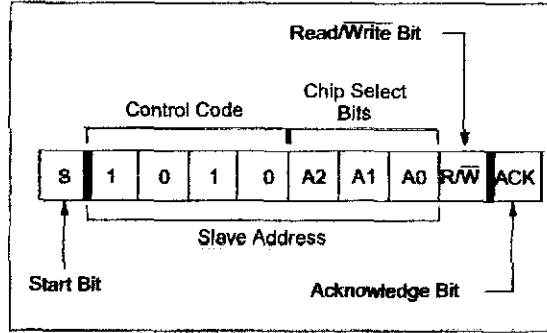 Read/Write Bit
Chip Select
Control Code
Bits
S 1 0 1 0 A2 A1 A0 R/W ACK
Slave Address
Start Bit
Acknowledge Bit